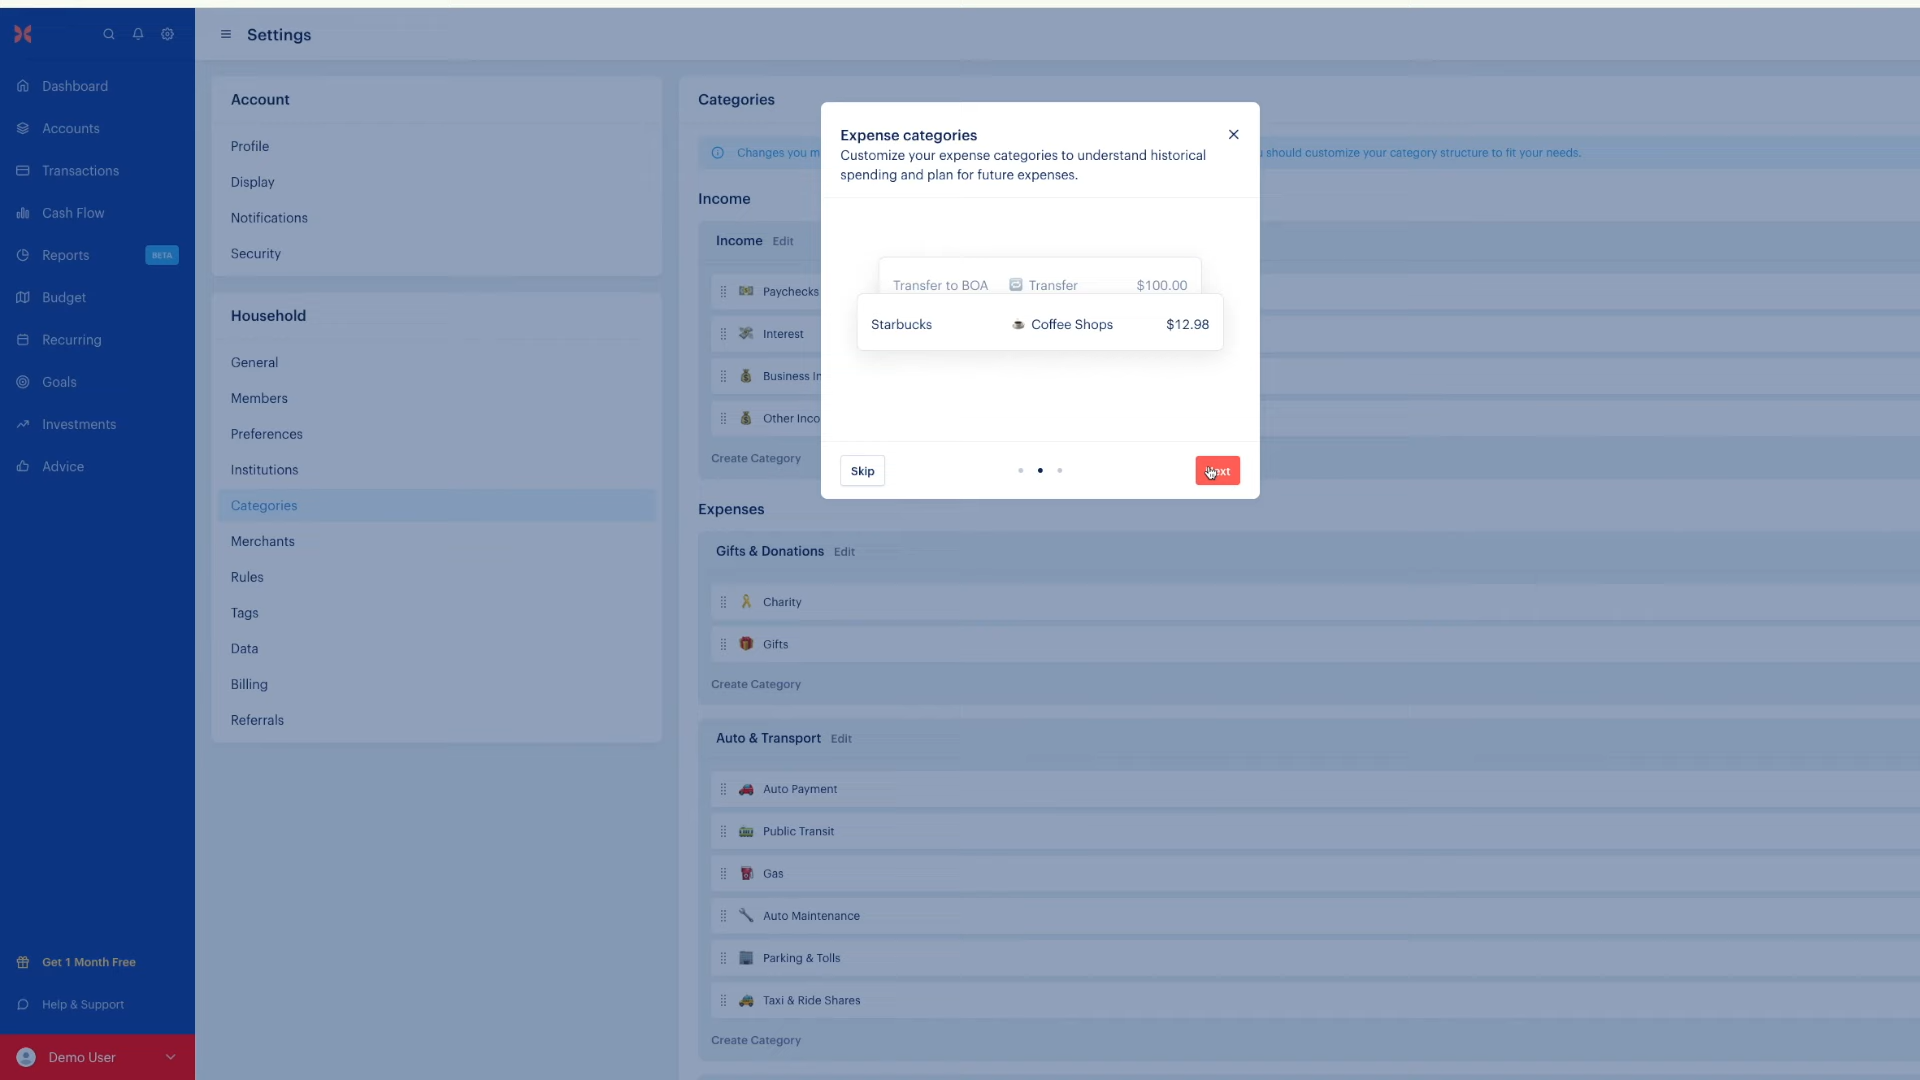 Settings
Dashboard
Accounts
Transactions
Cash Flow
Reports BETA
Budget
Recurring
Goals
Investments
Advice
Get 1 Month Free
Help & Support
Demo User
Account
Profile
Display
Notifications
Security
Household
General
Members
Preferences
Institutions
Categories
Merchants
Rules
Tags
Data
Billing
Referrals
Categories
Changes you m
should customize your category structure to fit your needs.
Income
Income Edit
Paychecks
Interest
Business In
Other Inco
Create Category
Expenses
Gifts & Donations Edit
Charity
Gifts
Create Category
Auto & Transport Edit
Auto Payment
Public Transit
Gas
Auto Maintenance
Parking & Tolls
Taxi & Ride Shares
Create Category
Expense categories
Customize your expense categories to understand historical
spending and plan for future expenses.
Transfer to BOA Transfer $100.00
Starbucks Coffee Shops $12.98
Skip